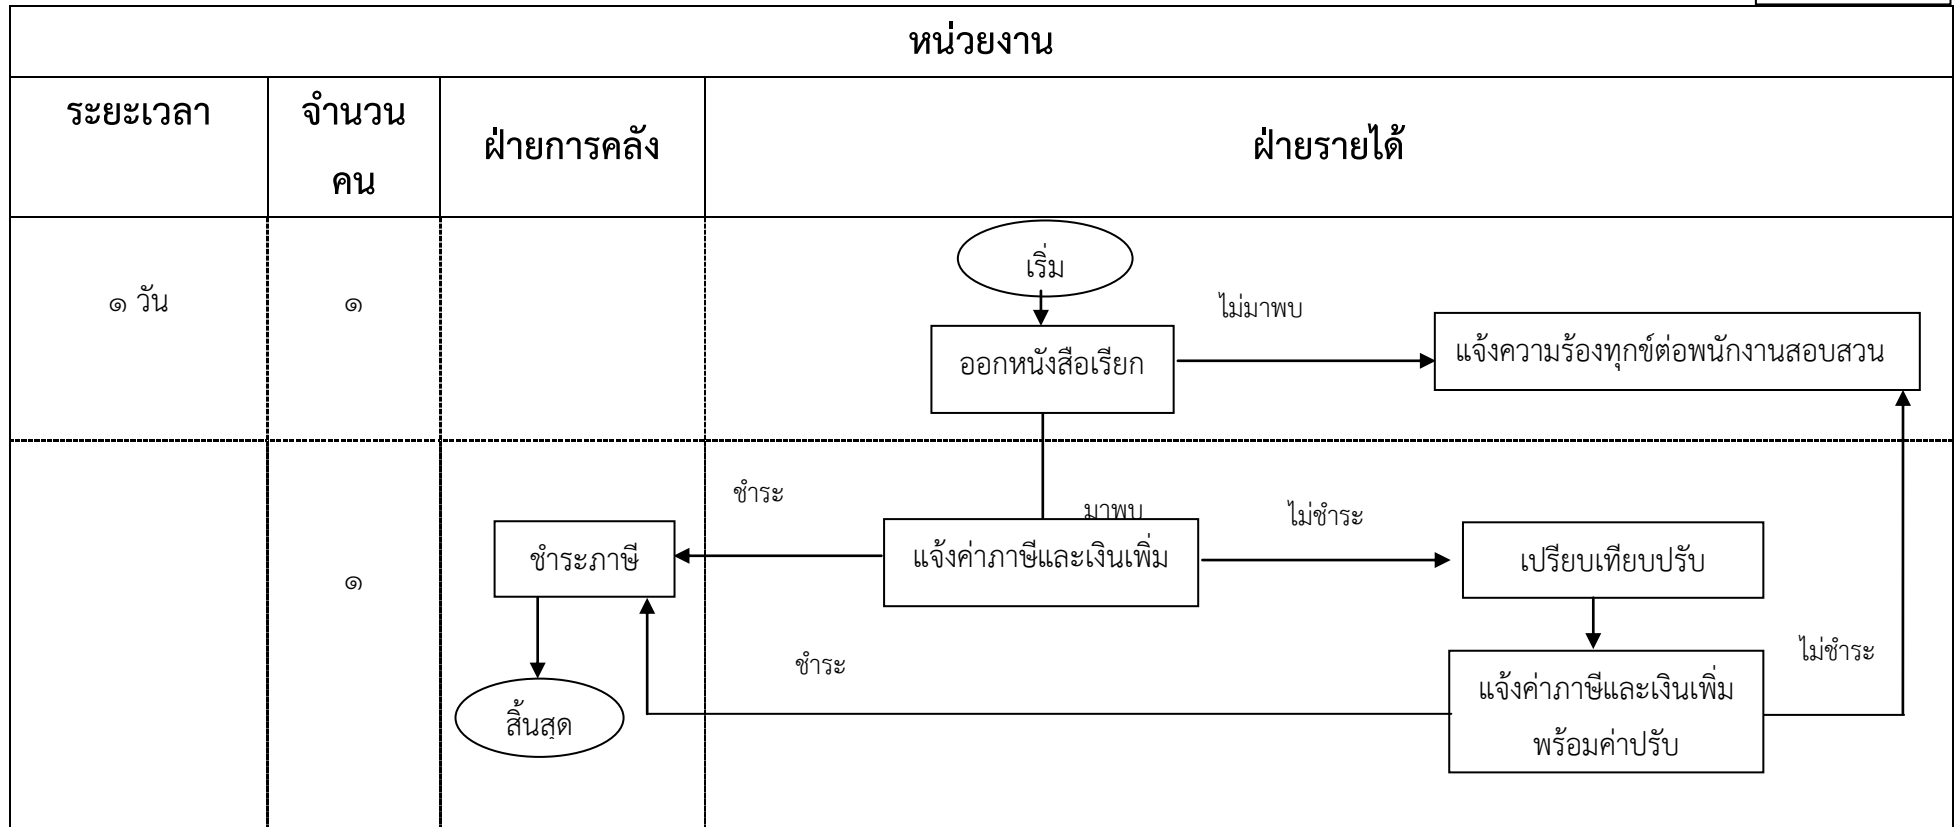 หน่วยงาน
ระยะเวลา
จำนวน
คน
ฝ่ายการคลัง
ฝ่ายรายได้
เริ่ม
๑ วัน
๑
ไม่มาพบ
ออกหนังสือเรียก
แจ้งความร้องทุกข์ต่อพนักงานสอบสวน
ชำระ
มาพบ
ไม่ชำระ
ชำระภาษี
แจ้งค่าภาษีและเงินเพิ่ม
เปรียบเทียบปรับ
๑
ชำระ
ไม่ชำระ
แจ้งค่าภาษีและเงินเพิ่ม
พร้อมค่าปรับ
สิ้นสุด